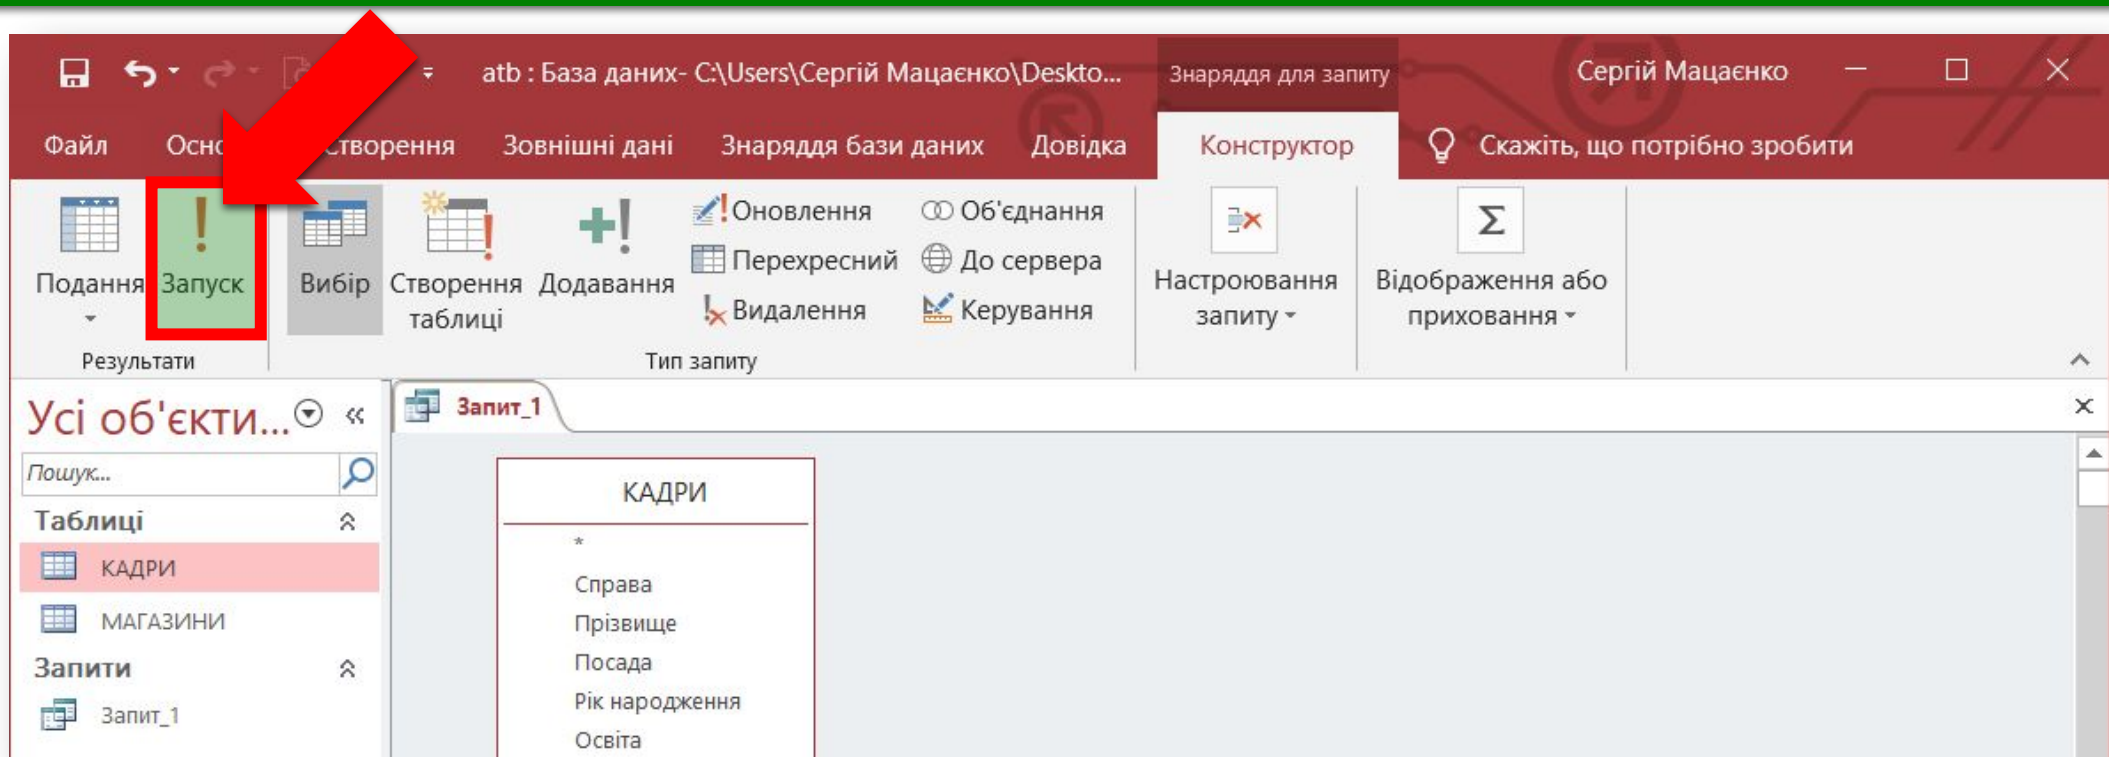 atb : База даних- C:\Users\Сергій Мацаєнко\Deskto... Знаряддя для запиту Сергій Мацаєнко
Файл створення Зовнішні дані Знаряддя бази даних Довідка Конструктор Скажіть, що потрібно зробити
Подання Запуск Вибір Створення таблиці Додавання
Оновлення Об'єднання
Перехресний До сервера
Видалення Керування
Настроювання запиту Відображення або приховання
Результати Тип запиту
Усі об'єкти... «
Запит_1
Пошук...
Таблиці
КАДРИ
МАГАЗИНИ
Запити
Запит_1
КАДРИ
*
Справа
Прізвище
Посада
Рік народження
Освіта